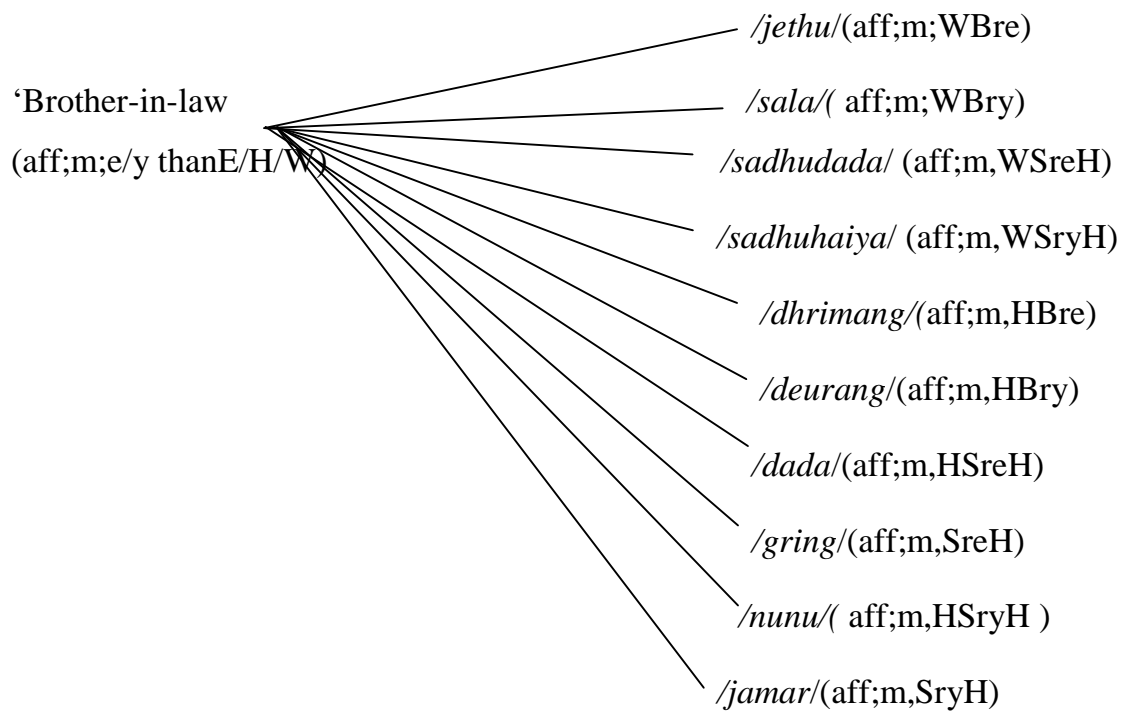 /jethu/(aff;m;WBre)
‘Brother-in-law
/sala/( aff;m;WBry)
(aff;m;e/y thanE/H/W)
/sadhudada/ (aff;m,WSreH)
/sadhuhaiya/ (aff;m,WSryH)
/dhrimang/(aff;m,HBre)
/deurang/(aff;m,HBry)
/dada/(aff;m,HSreH)
/gring/(aff;m,SreH)
/nunu/( aff;m,HSryH )
/jamar/(aff;m,SryH)